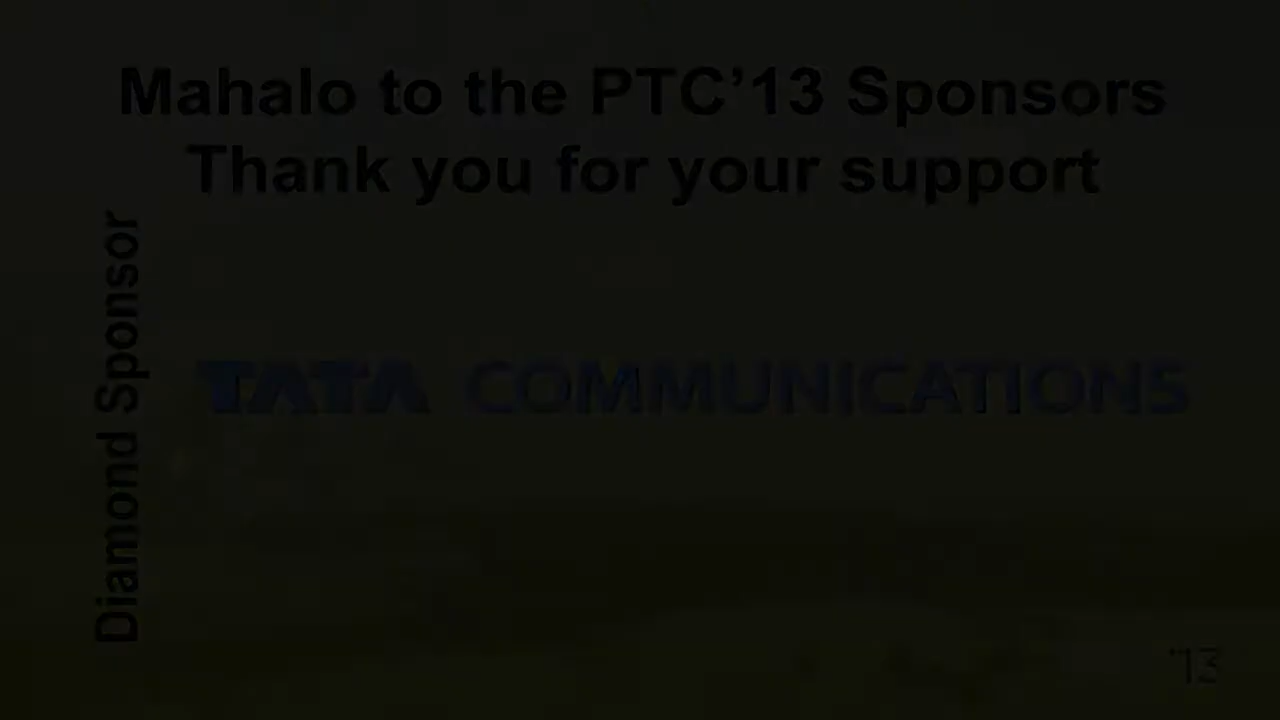 Mahalo to the PTC’13 Sponsors
Thank you for your support
Diamond Sponsor
TATA COMMUNICATIONS
'13